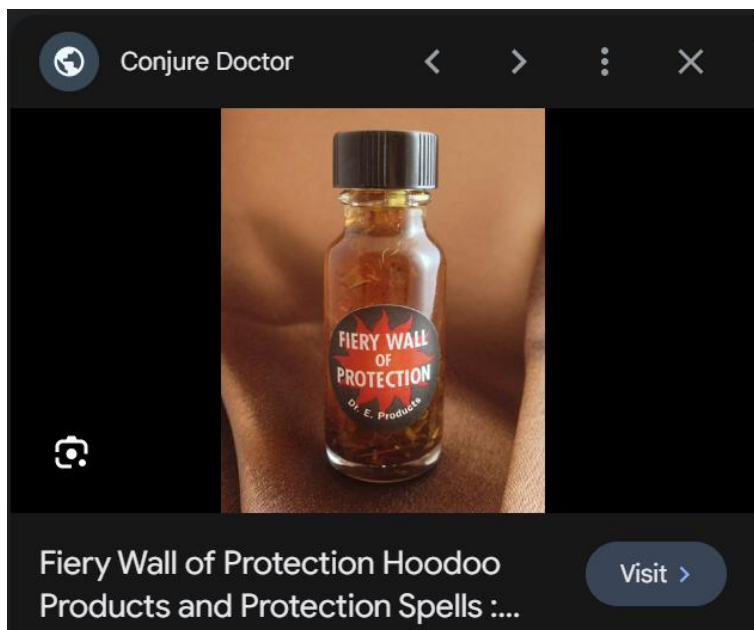 Conjure Doctor
FIERY WALL
OF
PROTECTION
Dr. E. Products
Fiery Wall of Protection Hoodoo
Products and Protection Spells :...
Visit >